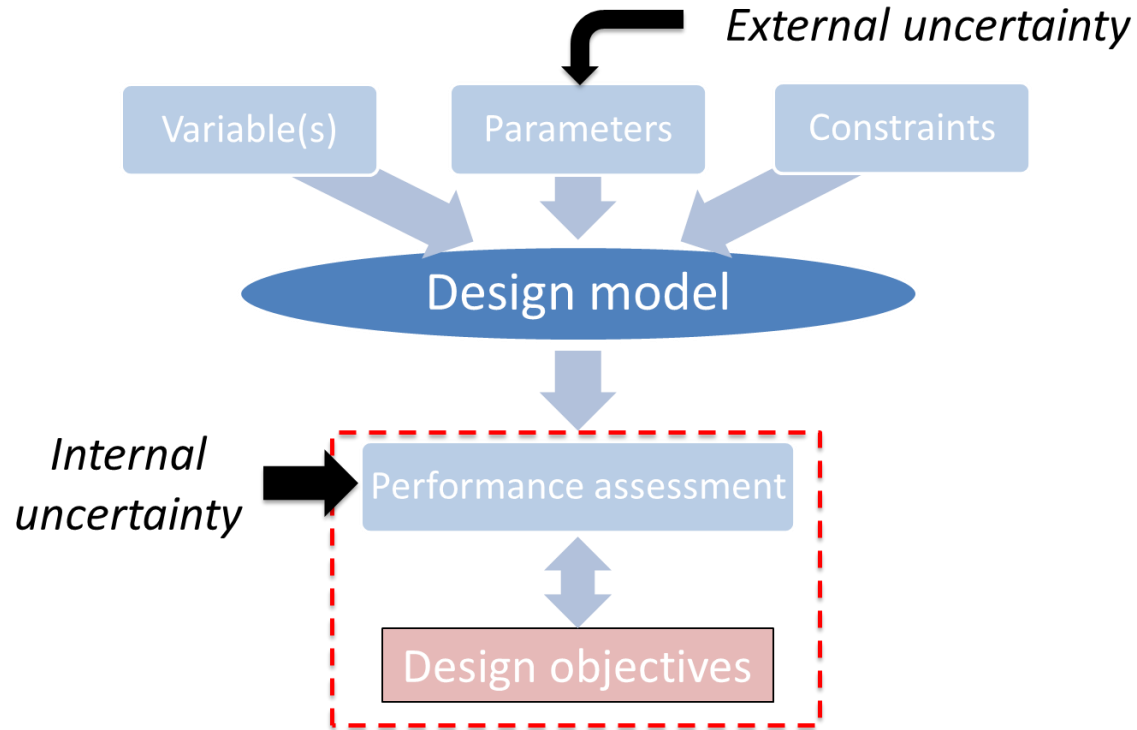 External uncertainty
Variable(s)
Parameters
Constraints
Design model
Internal
uncertainty
Performance assessment
Design objectives